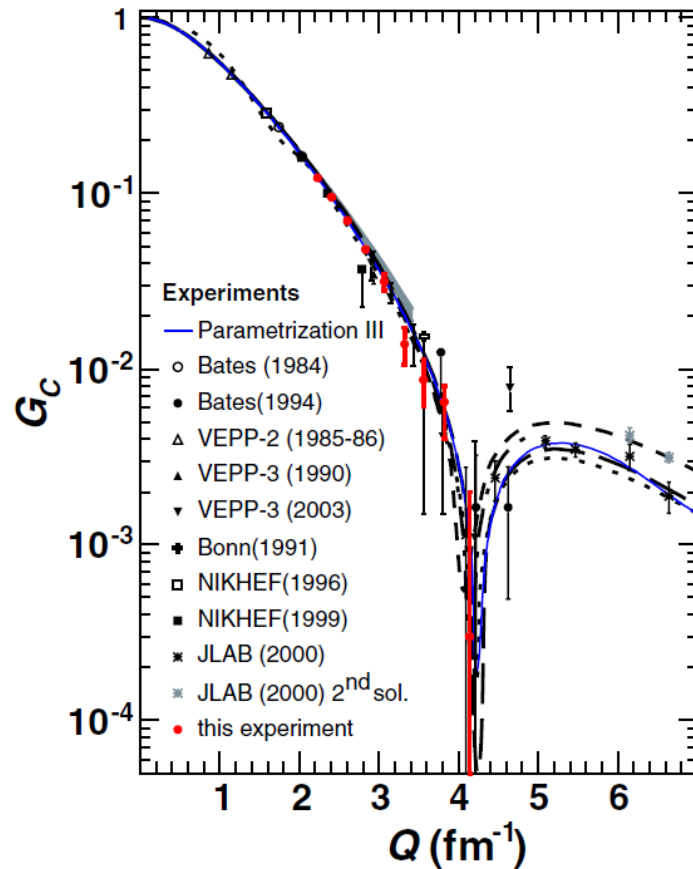 1
10⁻¹
10⁻²
10⁻³
10⁻⁴
G_C
Experiments
Parametrization III
Bates (1984)
Bates(1994)
VEPP-2 (1985-86)
VEPP-3 (1990)
VEPP-3 (2003)
Bonn(1991)
NIKHEF(1996)
NIKHEF(1999)
JLAB (2000)
JLAB (2000) 2ⁿᵈ sol.
this experiment
1 2 3 4 5 6
Q (fm⁻¹)